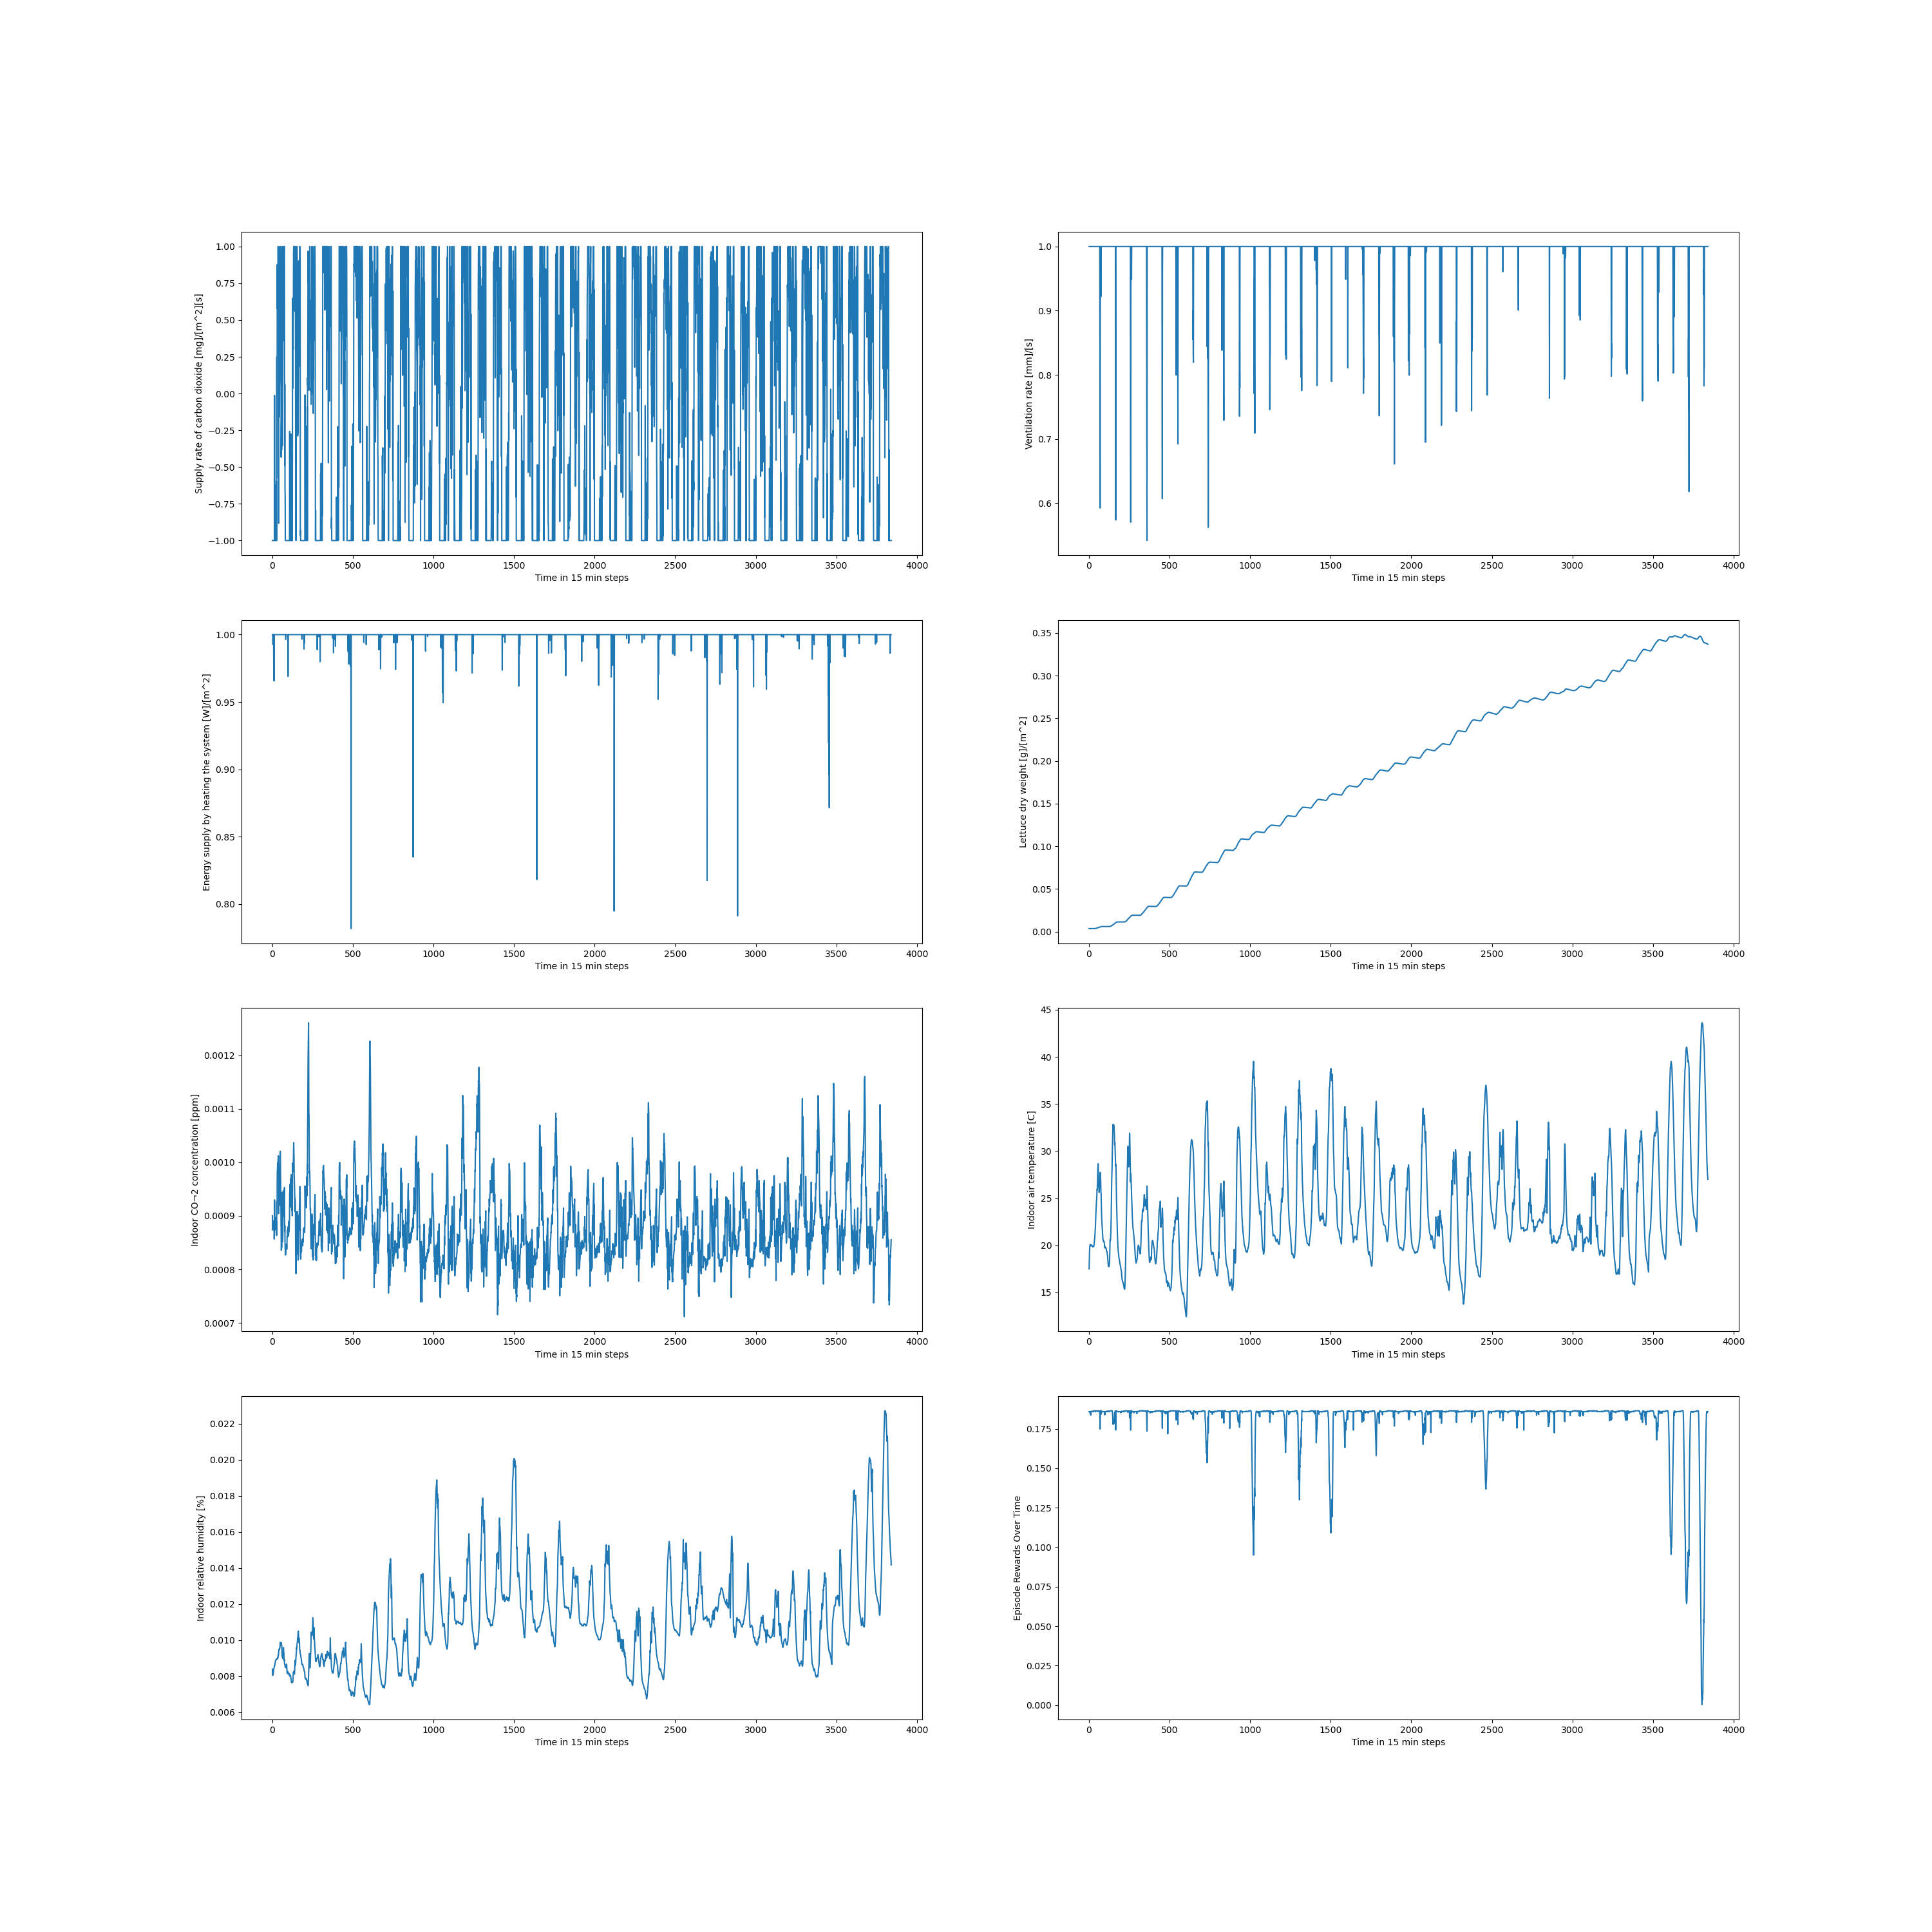 1.00
0.75
0.50
0.25
0.00
−0.25
−0.50
−0.75
−1.00
Supply rate of carbon dioxide [mg]/[m^2][s]
0 500 1000 1500 2000 2500 3000 3500 4000
Time in 15 min steps
1.0
0.9
0.8
0.7
0.6
Ventilation rate [mm]/[s]
0 500 1000 1500 2000 2500 3000 3500 4000
Time in 15 min steps
1.00
0.95
0.90
0.85
0.80
Energy supply by heating the system [W]/[m^2]
0 500 1000 1500 2000 2500 3000 3500 4000
Time in 15 min steps
0.35
0.30
0.25
0.20
0.15
0.10
0.05
0.00
Lettuce dry weight [g]/[m^2]
0 500 1000 1500 2000 2500 3000 3500 4000
Time in 15 min steps
0.0012
0.0011
0.0010
0.0009
0.0008
0.0007
Indoor CO~2 concentration [ppm]
0 500 1000 1500 2000 2500 3000 3500 4000
Time in 15 min steps
45
40
35
30
25
20
15
Indoor air temperature [C]
0 500 1000 1500 2000 2500 3000 3500 4000
Time in 15 min steps
0.022
0.020
0.018
0.016
0.014
0.012
0.010
0.008
0.006
Indoor relative humidity [%]
0 500 1000 1500 2000 2500 3000 3500 4000
Time in 15 min steps
0.175
0.150
0.125
0.100
0.075
0.050
0.025
0.000
Episode Rewards Over Time
0 500 1000 1500 2000 2500 3000 3500 4000
Time in 15 min steps